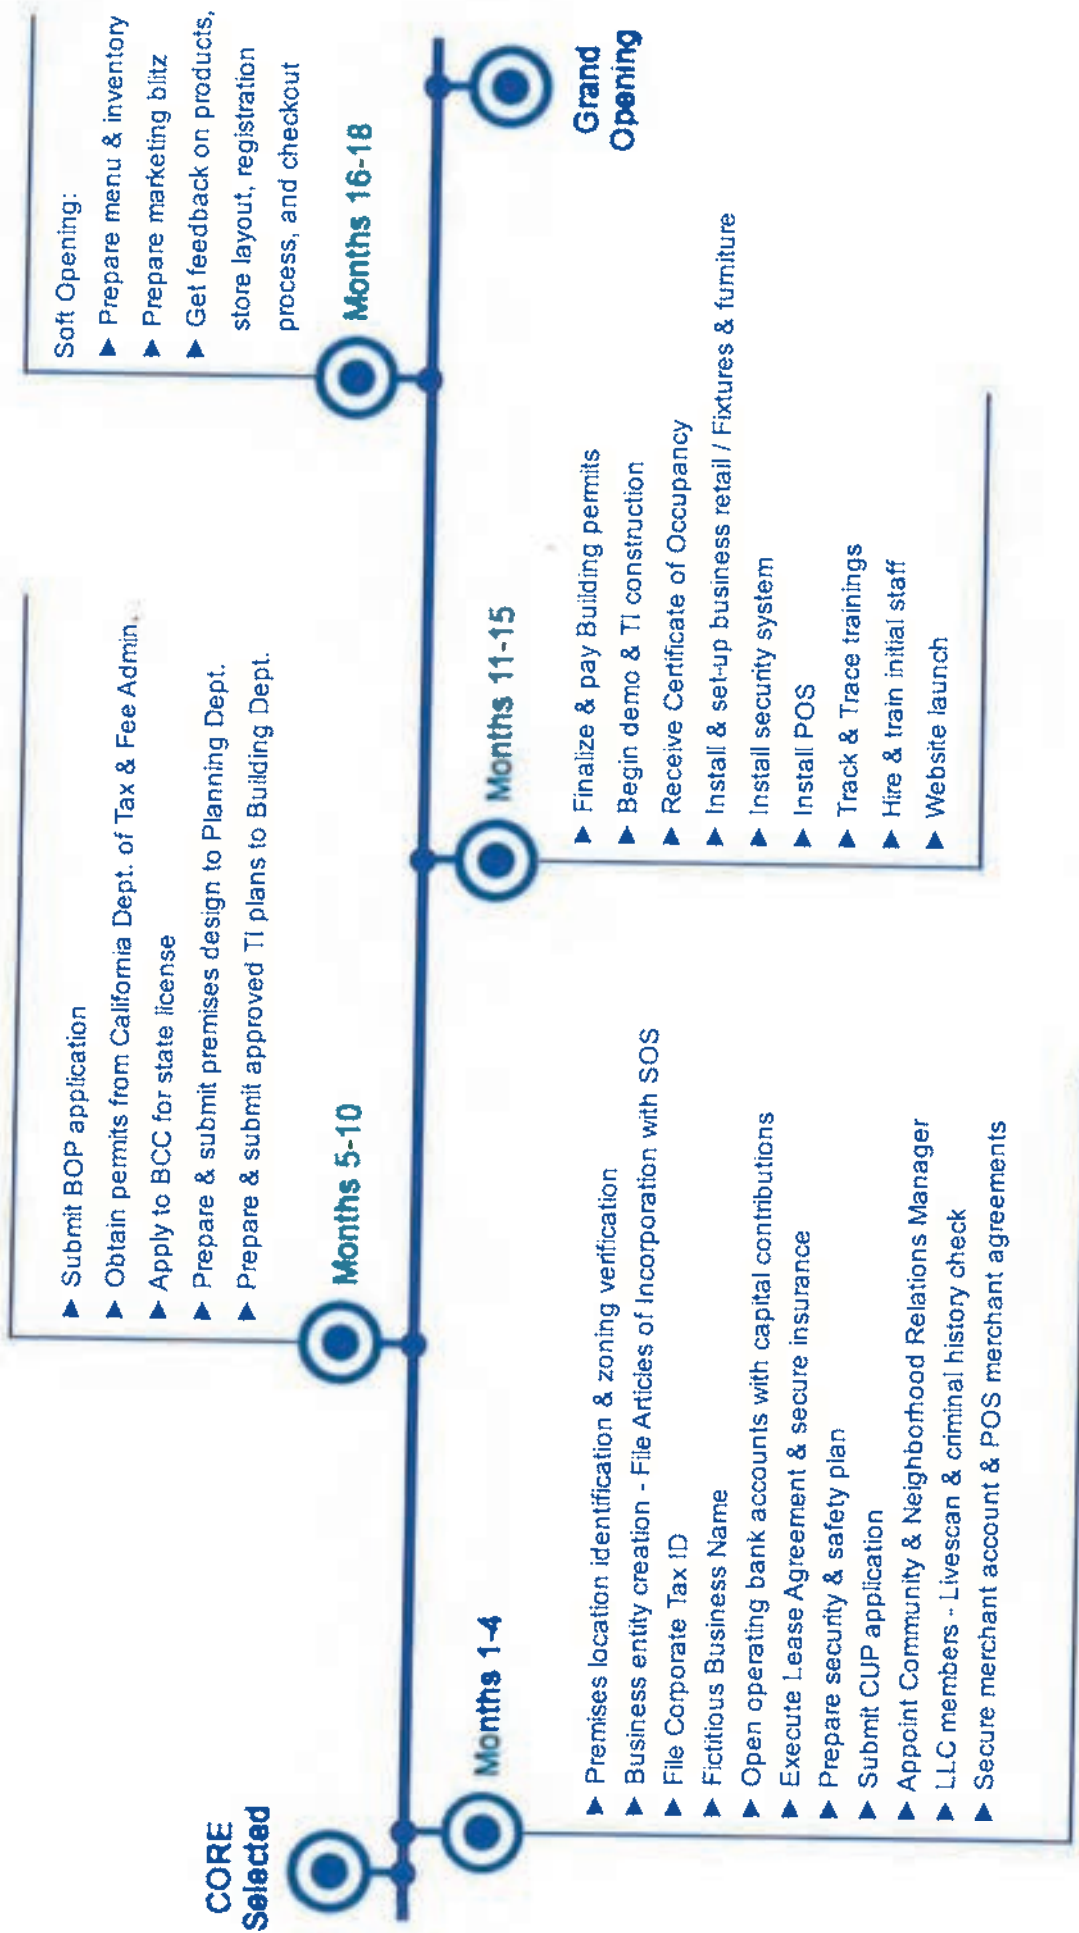 CORE
Selected
Months 1-4
► Premises location identification & zoning verification
► Business entity creation - File Articles of Incorporation with SOS
► File Corporate Tax ID
► Fictitious Business Name
► Open operating bank accounts with capital contributions
► Execute Lease Agreement & secure insurance
► Prepare security & safety plan
► Submit CUP application
► Appoint Community & Neighborhood Relations Manager
► LLC members - Livescan & criminal history check
► Secure merchant account & POS merchant agreements
► Submit BOP application
► Obtain permits from California Dept. of Tax & Fee Admin.
► Apply to BCC for state license
► Prepare & submit premises design to Planning Dept.
► Prepare & submit approved TI plans to Building Dept.
Months 5-10
Months 11-15
► Finalize & pay Building permits
► Begin demo & TI construction
► Receive Certificate of Occupancy
► Install & set-up business retail / Fixtures & furniture
► Install security system
► Install POS
► Track & Trace trainings
► Hire & train initial staff
► Website launch
Soft Opening:
► Prepare menu & inventory
► Prepare marketing blitz
► Get feedback on products,
store layout, registration
process, and checkout
Months 16-18
Grand
Opening